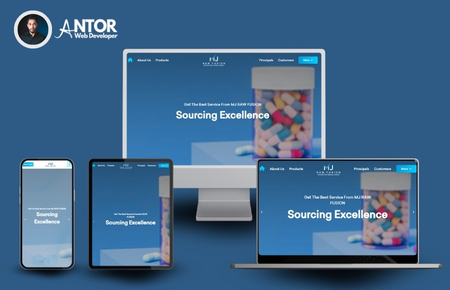 ANTOR
Web Developer
About Us
Products
MJ
RAW FUSION
Principals
Customers
More
Get The Best Service From MJ RAW FUSION
Sourcing Excellence
Sourcing
Excellence
Sourcing Excellence
About Us
Products
MJ
Principals
Customers
More
Get The Best Service From MJ RAW
FUSION
Sourcing Excellence